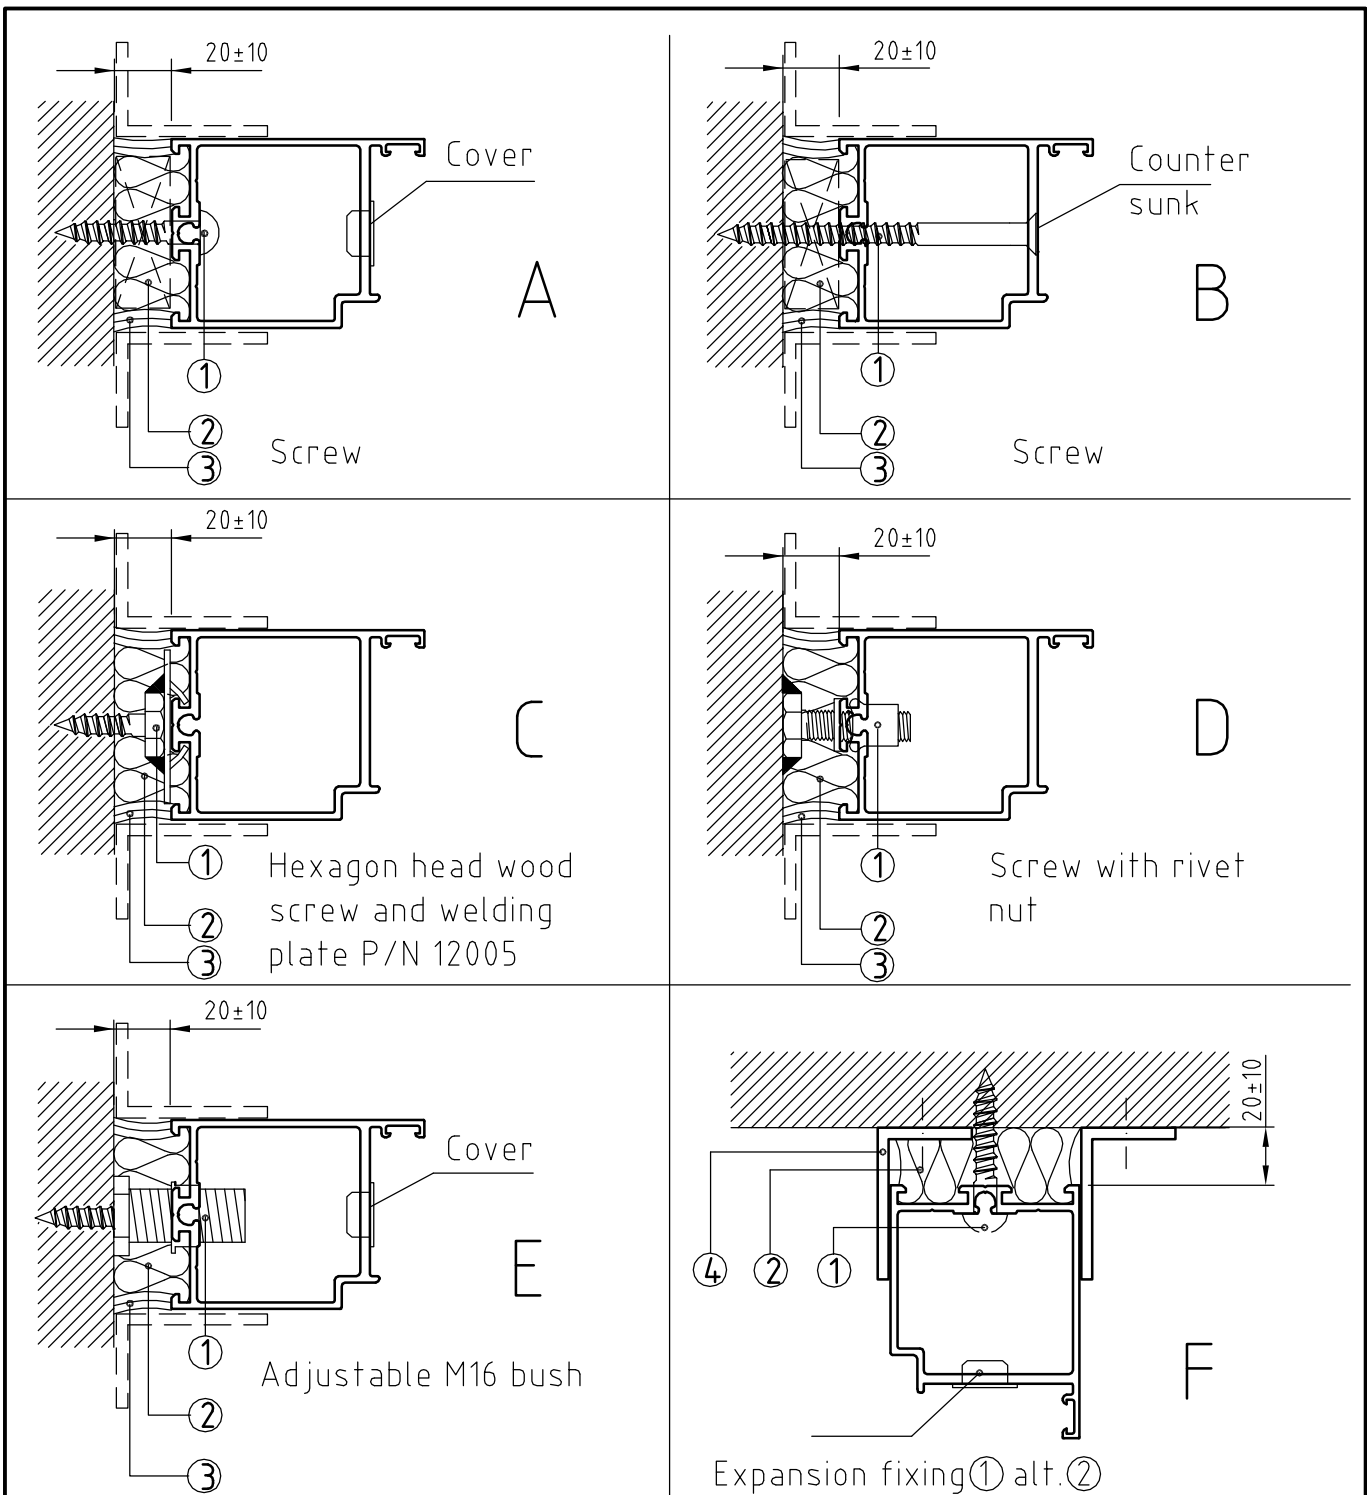 20±10
Cover
A
1
2
3
Screw
20±10
Counter
sunk
B
1
2
3
Screw
20±10
C
1
2
3
Hexagon head wood
screw and welding
plate P/N 12005
20±10
D
1
2
3
Screw with rivet
nut
20±10
Cover
E
1
2
3
Adjustable M16 bush
20±10
4 2 1
F
Expansion fixing① alt.②